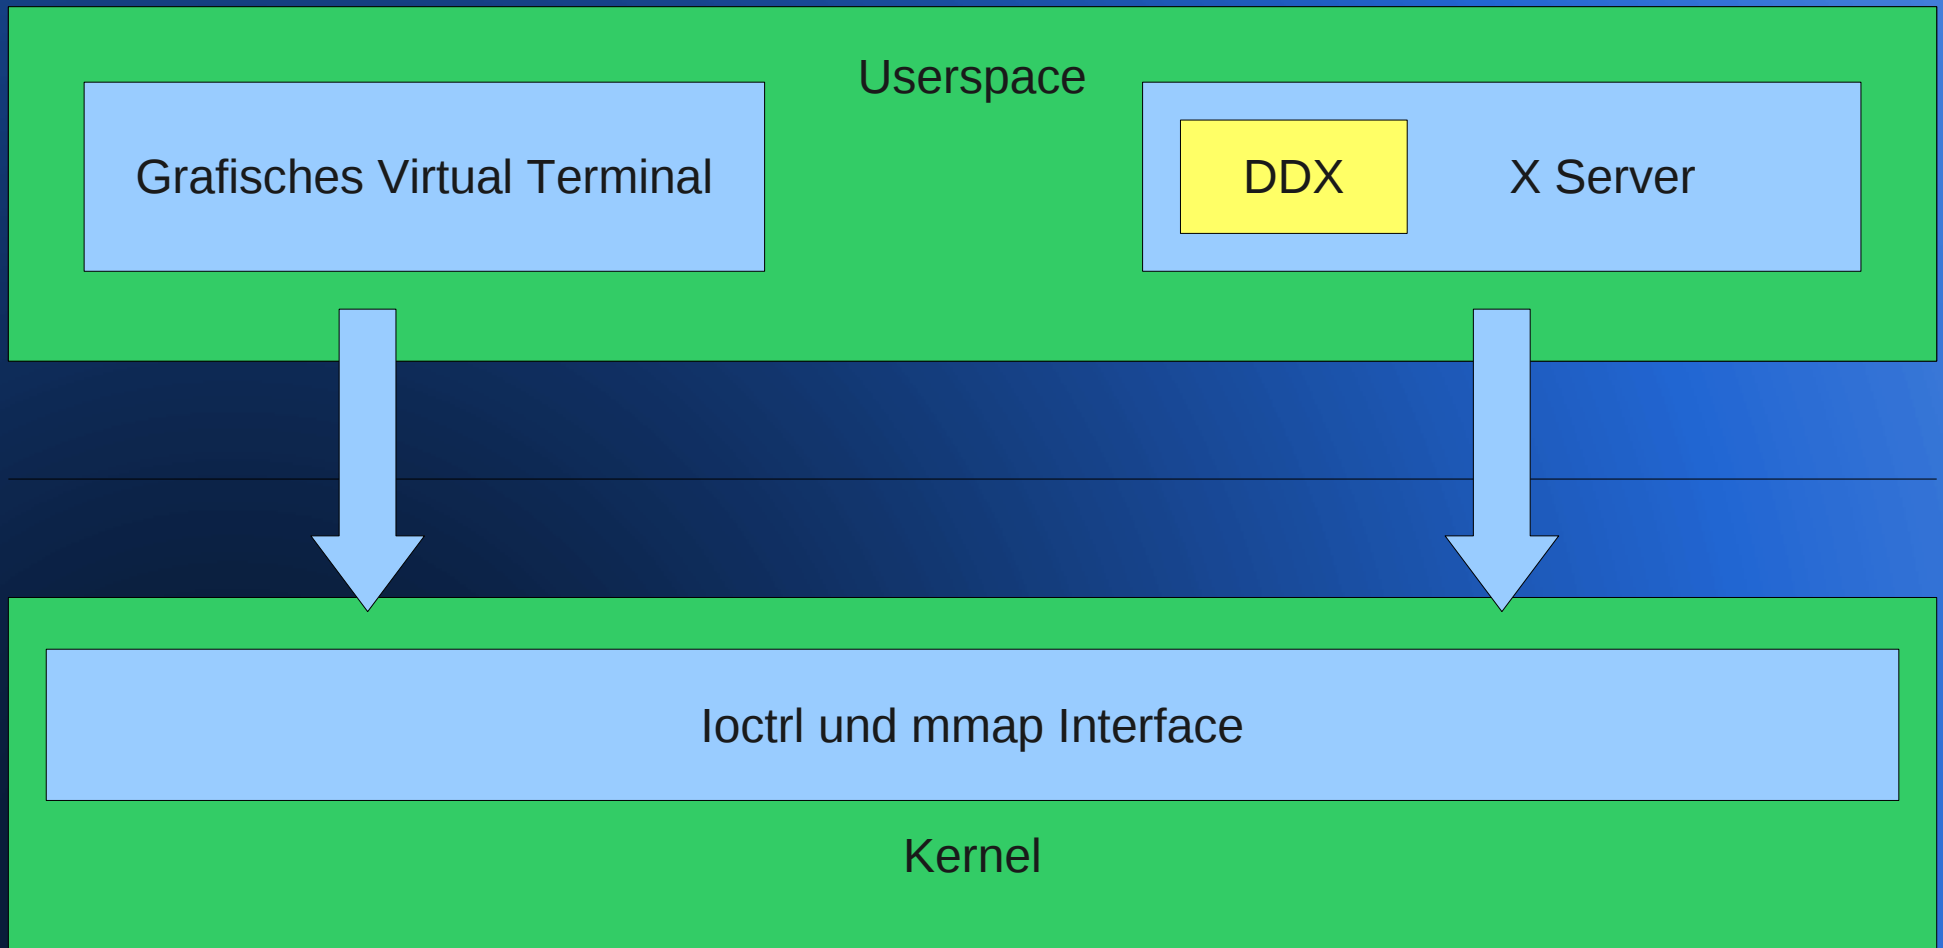 Userspace
Grafisches Virtual Terminal
DDX
X Server
Ioctrl und mmap Interface
Kernel